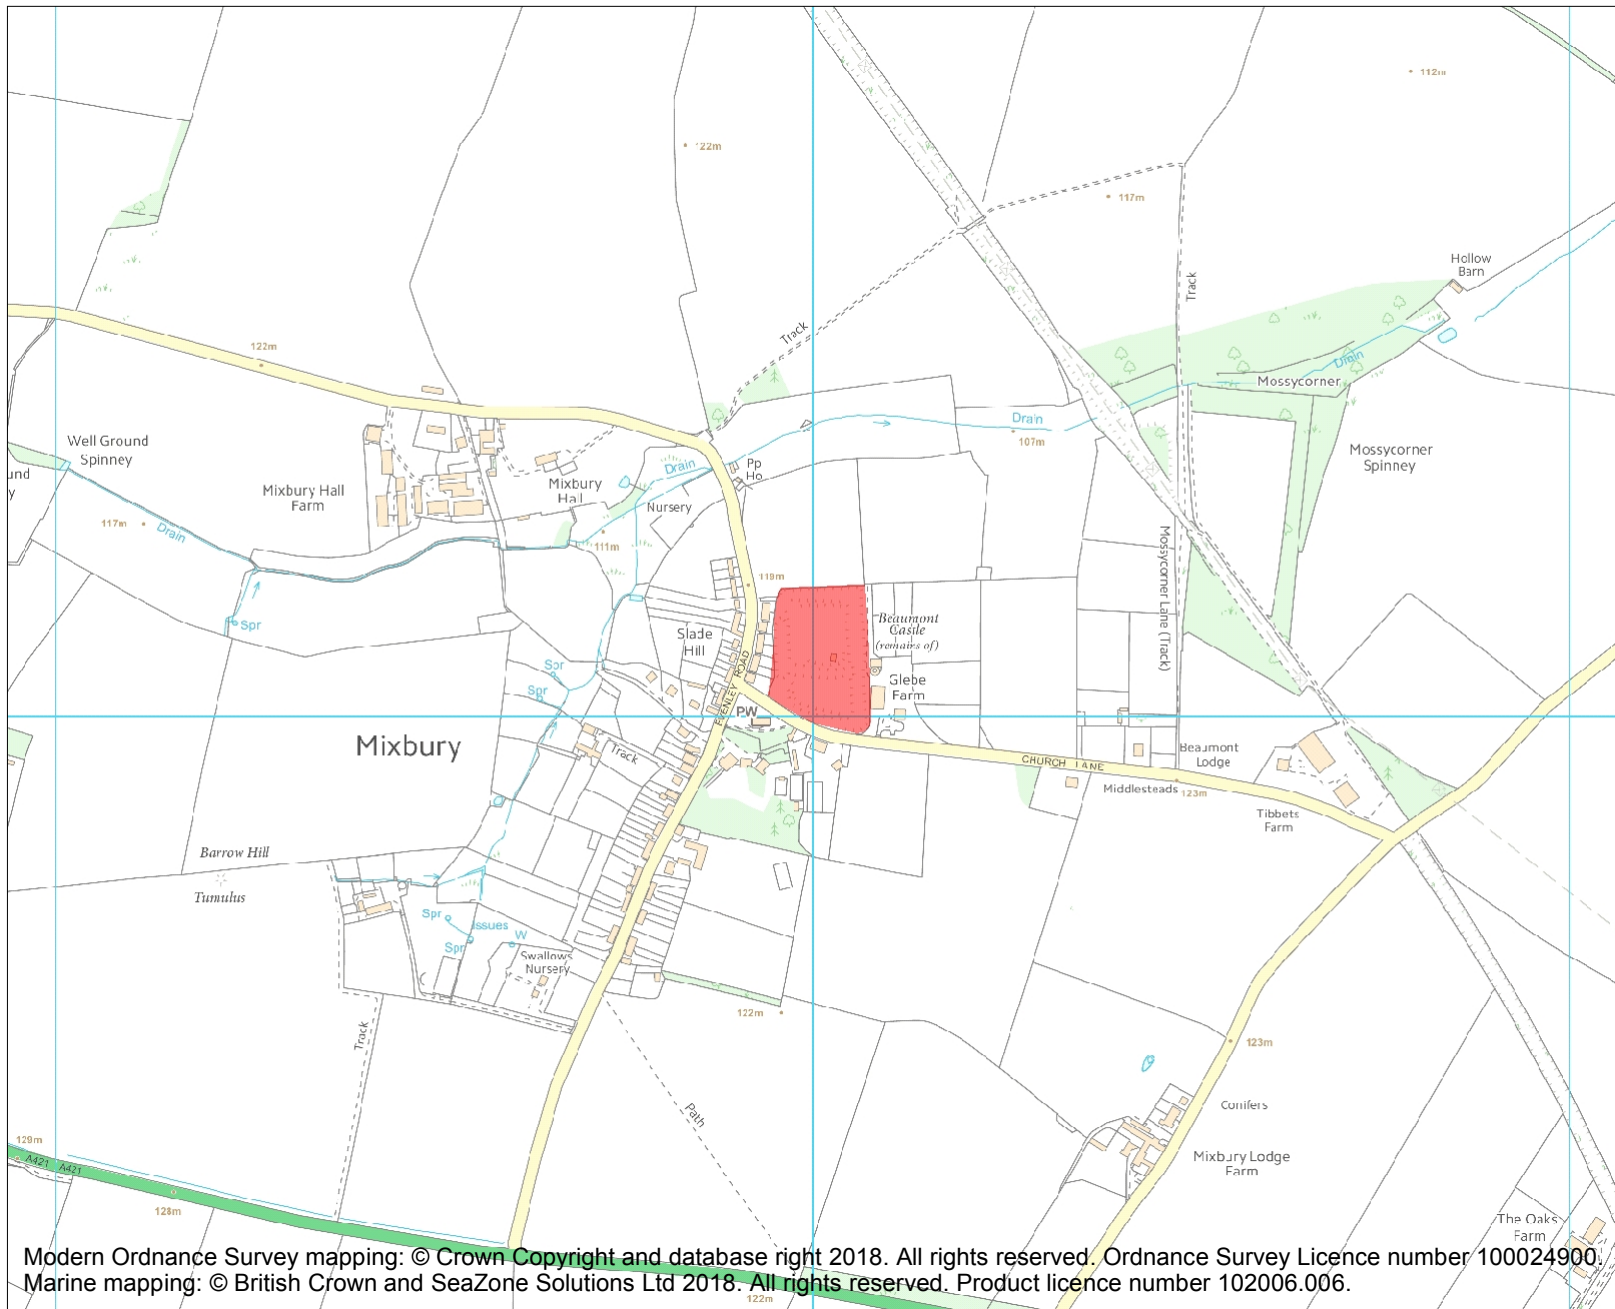 112m
122m
117m
Hollow
Barn
Track
Track
122m
Drain
Mossycorner
Drain
107m
Well Ground
Spinney
Mossycorner
Spinney
und
y
Drain
Pp
Ho
Mixbury
Hall
Mixbury Hall
Farm
Nursery
117m
Drain
111m
Mossycorner Lane (Track)
119m
Spr
Slade
Hill
Beaumont
Castle
(remains of)
Spr
Spr
EVENLEY ROAD
Glebe
Farm
PW
Mixbury
Track
CHURCH LANE
Beaumont
Lodge
Middlesteads
123m
Tibbets
Farm
Barrow Hill
Tumulus
Spr
Issues
W
Spr
Swallows
Nursery
122m
Track
123m
Path
Conifers
129m
A421 A421
Mixbury Lodge
Farm
128m
The Oaks
Farm
Modern Ordnance Survey mapping: © Crown Copyright and database right 2018. All rights reserved. Ordnance Survey Licence number 100024900.
Marine mapping: © British Crown and SeaZone Solutions Ltd 2018. All rights reserved. Product licence number 102006.006.
122m